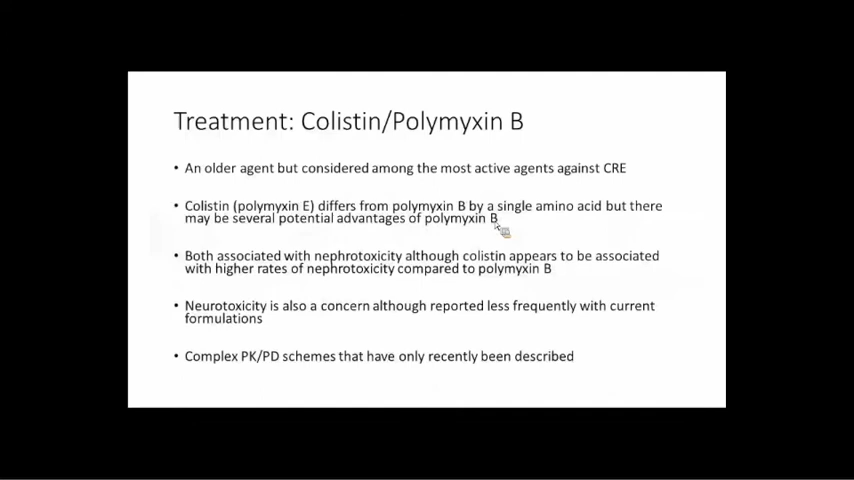 Treatment: Colistin/Polymyxin B
• An older agent but considered among the most active agents against CRE
• Colistin (polymyxin E) differs from polymyxin B by a single amino acid but there
may be several potential advantages of polymyxin B
• Both associated with nephrotoxicity although colistin appears to be associated
with higher rates of nephrotoxicity compared to polymyxin B
• Neurotoxicity is also a concern although reported less frequently with current
formulations
• Complex PK/PD schemes that have only recently been described